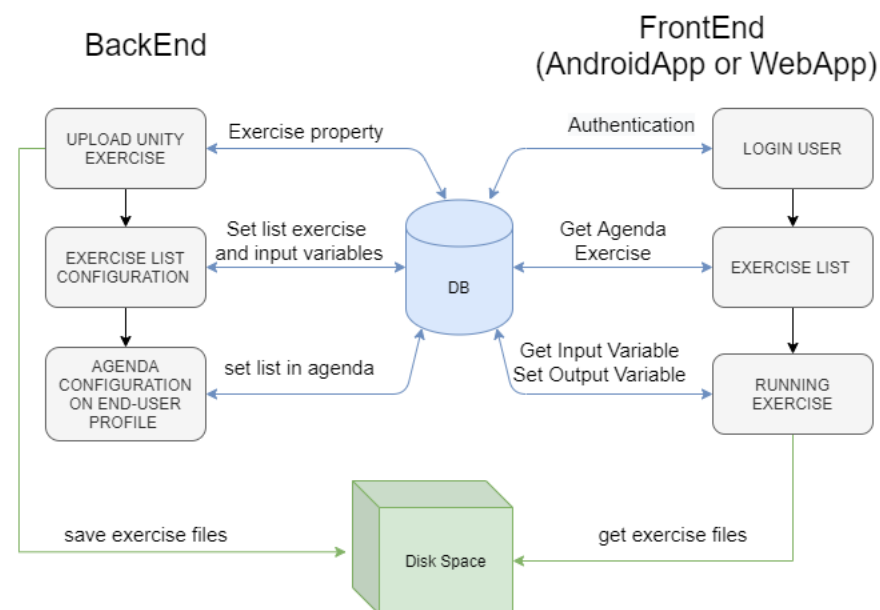 BackEnd
FrontEnd
(AndroidApp or WebApp)
UPLOAD UNITY
EXERCISE
Exercise property
Authentication
LOGIN USER
EXERCISE LIST
CONFIGURATION
Set list exercise
and input variables
DB
Get Agenda
Exercise
EXERCISE LIST
AGENDA
CONFIGURATION
ON END-USER
PROFILE
set list in agenda
Get Input Variable
Set Output Variable
RUNNING
EXERCISE
save exercise files
Disk Space
get exercise files